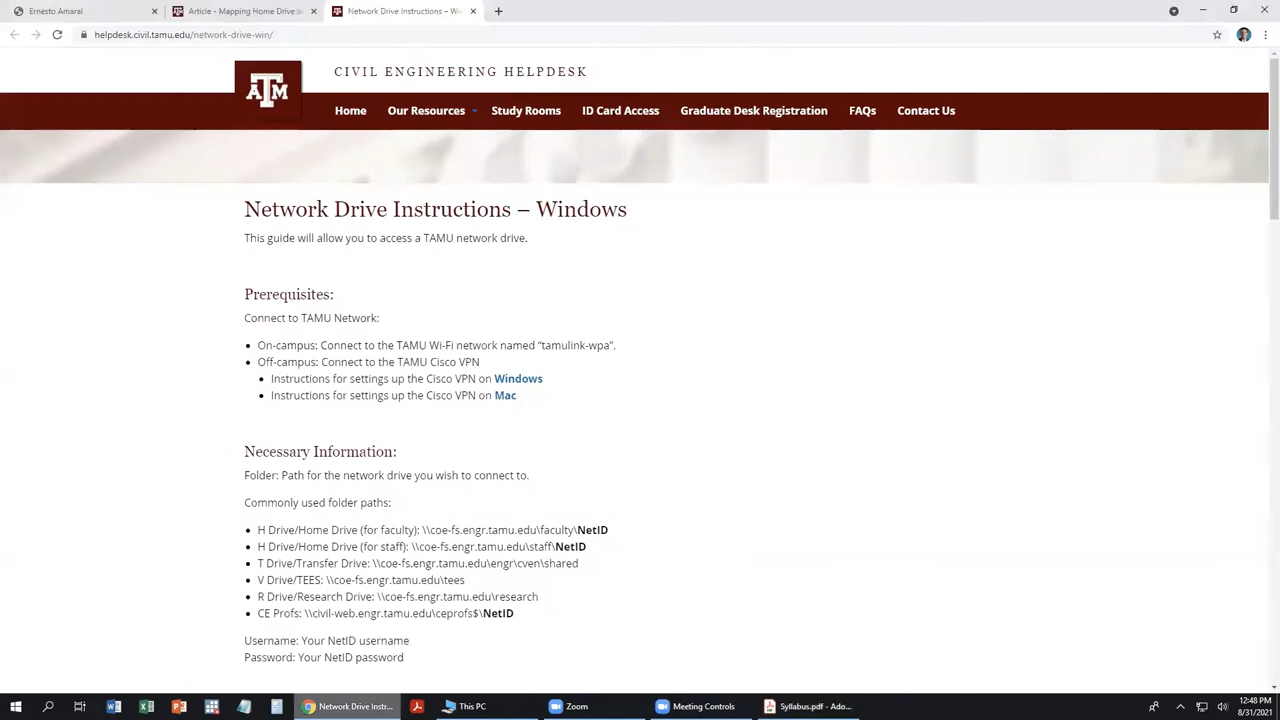 Ernesto Amaral
Article - Mapping Home Drive
Network Drive Instructions – W
helpdesk.civil.tamu.edu/network-drive-win/
CIVIL ENGINEERING HELPDESK
ATM
Home Our Resources Study Rooms ID Card Access Graduate Desk Registration FAQs Contact Us
Network Drive Instructions – Windows
This guide will allow you to access a TAMU network drive.
Prerequisites:
Connect to TAMU Network:
On-campus: Connect to the TAMU Wi-Fi network named “tamulink-wpa”.
Off-campus: Connect to the TAMU Cisco VPN
Instructions for settings up the Cisco VPN on Windows
Instructions for settings up the Cisco VPN on Mac
Necessary Information:
Folder: Path for the network drive you wish to connect to.
Commonly used folder paths:
H Drive/Home Drive (for faculty): \\coe-fs.engr.tamu.edu\faculty\NetID
H Drive/Home Drive (for staff): \\coe-fs.engr.tamu.edu\staff\NetID
T Drive/Transfer Drive: \\coe-fs.engr.tamu.edu\engr\cven\shared
V Drive/TEES: \\coe-fs.engr.tamu.edu\tees
R Drive/Research Drive: \\coe-fs.engr.tamu.edu\research
CE Profs: \\civil-web.engr.tamu.edu\ceprofs$\NetID
Username: Your NetID username
Password: Your NetID password
Network Drive Instr... This PC Zoom Meeting Controls Syllabus.pdf - Ado...
12:48 PM
8/31/2021